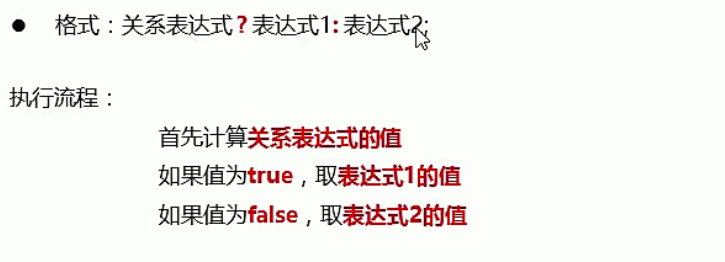 ● 格式：关系表达式？表达式1：表达式2;
执行流程：
首先计算关系表达式的值
如果值为true，取表达式1的值
如果值为false，取表达式2的值